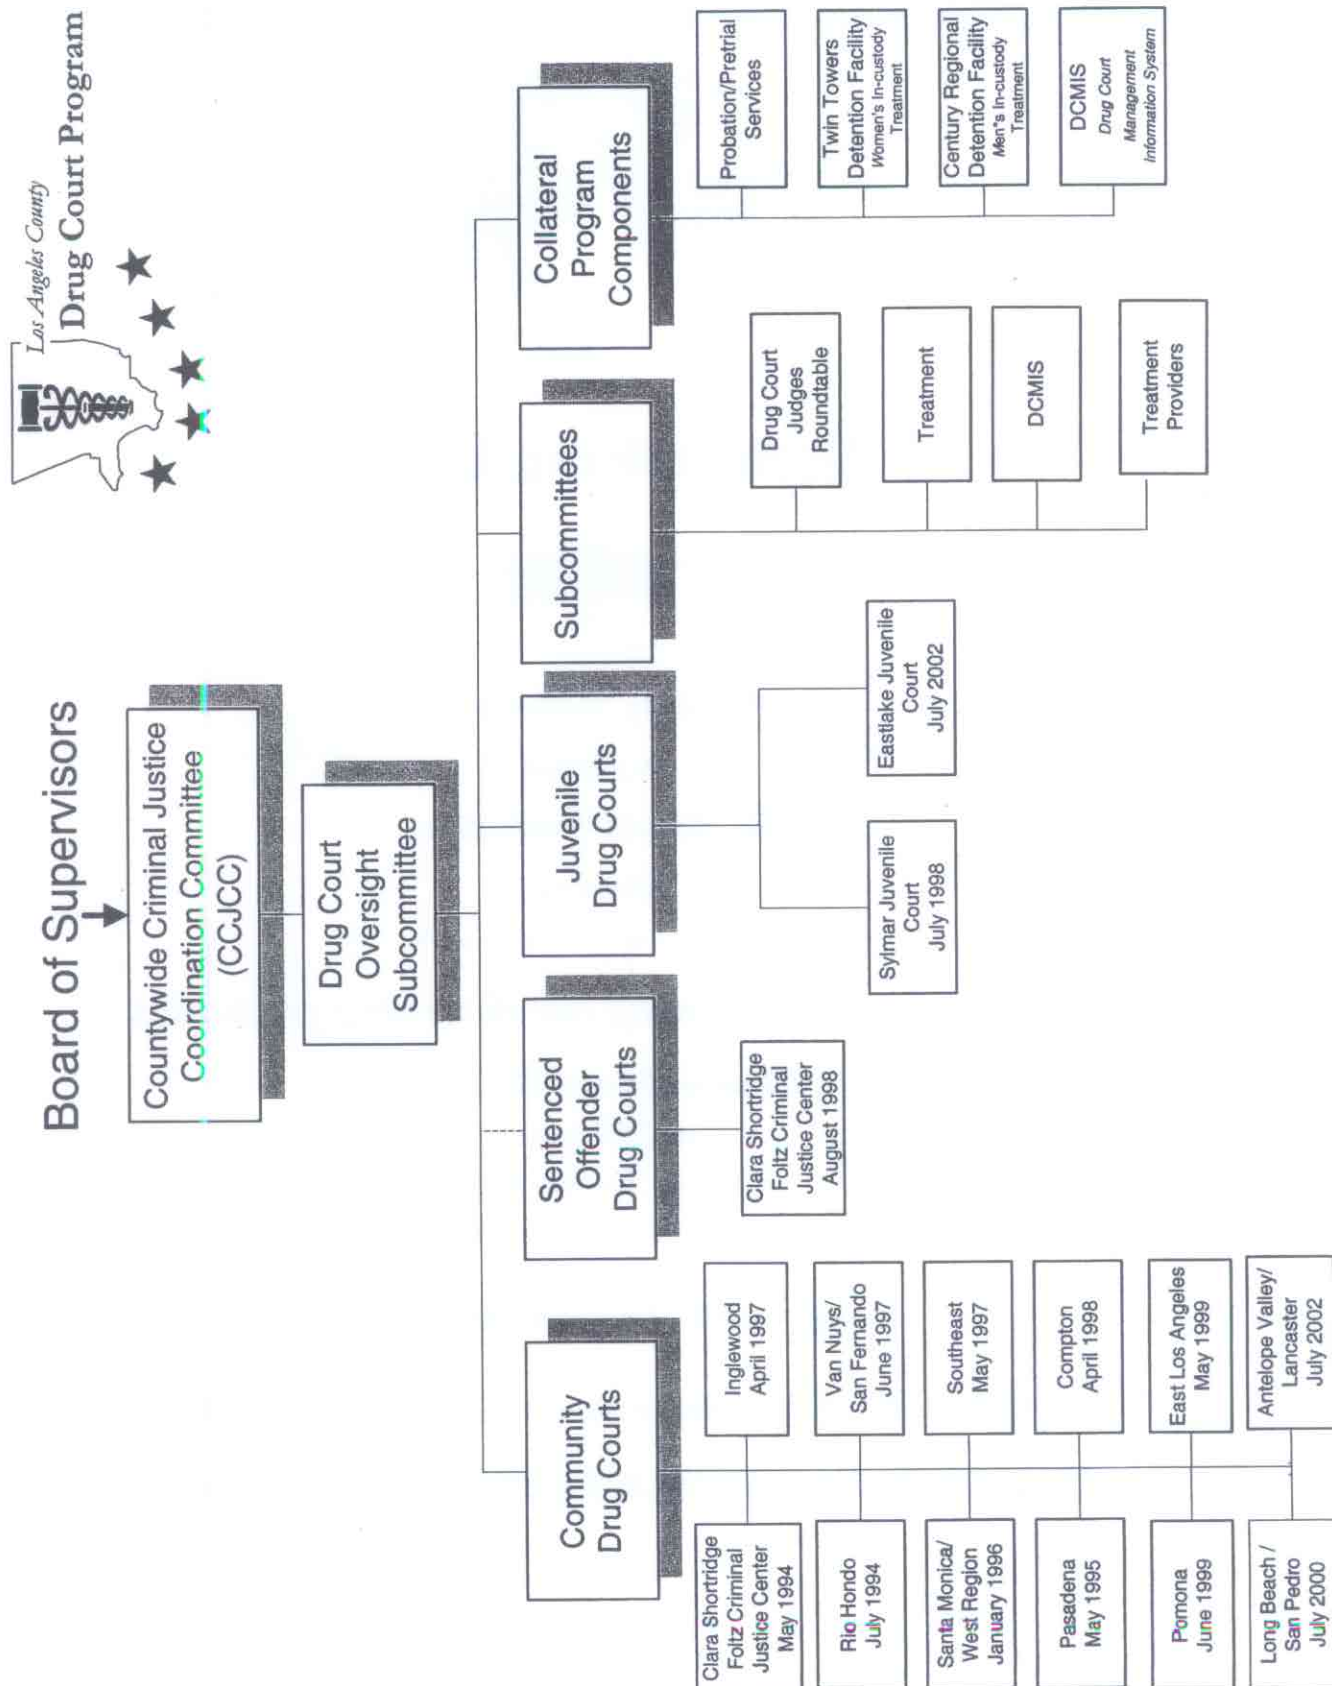 Los Angeles County
Drug Court Program
Board of Supervisors
Countywide Criminal Justice
Coordination Committee
(CCJCC)
Drug Court
Oversight
Subcommittee
Community
Drug Courts
Sentenced
Offender
Drug Courts
Juvenile
Drug Courts
Subcommittees
Collateral
Program
Components
Clara Shortridge
Foltz Criminal
Justice Center
May 1994
Inglewood
April 1997
Rio Hondo
July 1994
Van Nuys/
San Fernando
June 1997
Santa Monica/
West Region
January 1996
Southeast
May 1997
Pasadena
May 1995
Compton
April 1998
Pomona
June 1999
East Los Angeles
May 1999
Long Beach /
San Pedro
July 2000
Antelope Valley/
Lancaster
July 2002
Clara Shortridge
Foltz Criminal
Justice Center
August 1998
Sylmar Juvenile
Court
July 1998
Eastlake Juvenile
Court
July 2002
Drug Court
Judges
Roundtable
Treatment
DCMIS
Treatment
Providers
Probation/Pretrial
Services
Twin Towers
Detention Facility
Women's In-custody
Treatment
Century Regional
Detention Facility
Men"s In-custody
Treatment
DCMIS
Drug Court
Management
Information System